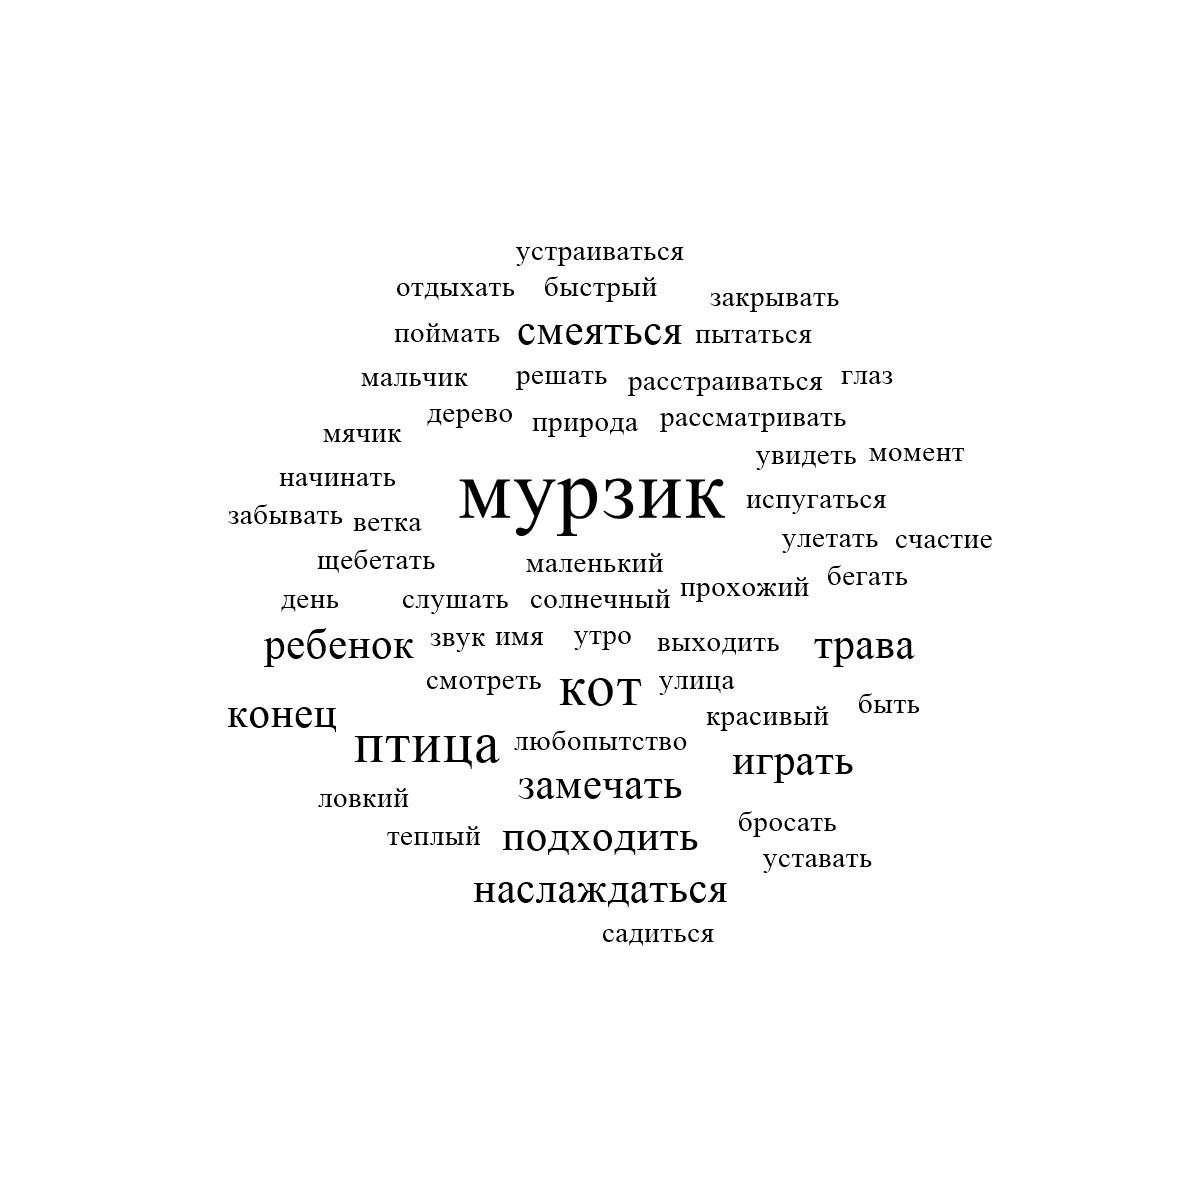 устраиваться
отдыхать быстрый закрывать
поймать смеяться пытаться
мальчик решать расстраиваться глаз
дерево природа рассматривать
мячик
увидеть момент
начинать мурзик испугаться
забывать ветка
улетать счастие
щебетать маленький
прохожий бегать
день слушать солнечный
ребенок звук имя утро выходить трава
смотреть кот улица
конец красивый быть
птица любопытство
играть
замечать
ловкий
теплый подходить бросать
уставать
наслаждаться
садиться